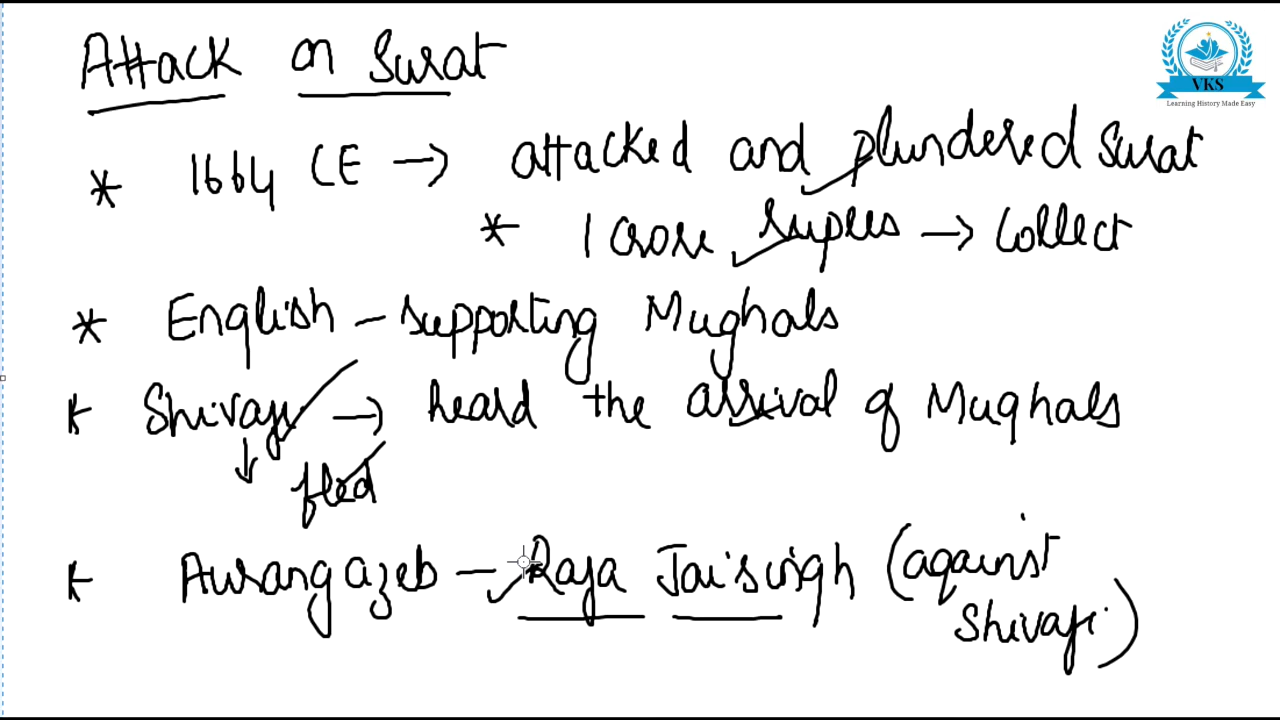 Attack on Surat
VKS
Learning History Made Easy
* 1664 CE → attacked and plundered Surat
* 1 crore rupees → Collect
* English - supporting Mughals
* Shivaji → heard the arrival of Mughals
↓ fled
* Aurangazeb - Raja Jaisingh (against
Shivaji)